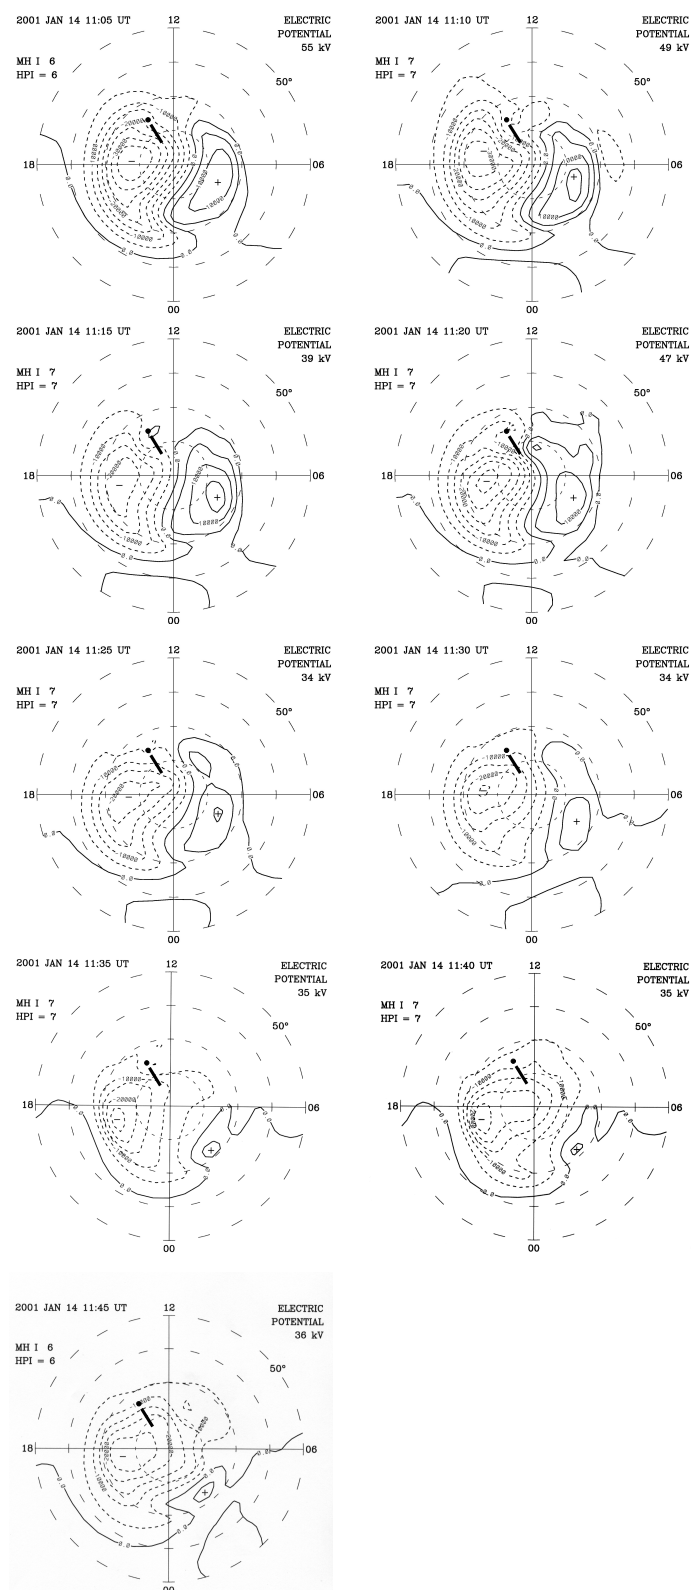 2001 JAN 14 11:05 UT 12 ELECTRIC
POTENTIAL
55 kV
MH I 6
HPI = 6
50°
18 06
00
2001 JAN 14 11:10 UT 12 ELECTRIC
POTENTIAL
49 kV
MH I 7
HPI = 7
50°
18 06
00
2001 JAN 14 11:15 UT 12 ELECTRIC
POTENTIAL
39 kV
MH I 7
HPI = 7
50°
18 06
00
2001 JAN 14 11:20 UT 12 ELECTRIC
POTENTIAL
47 kV
MH I 7
HPI = 7
50°
18 06
00
2001 JAN 14 11:25 UT 12 ELECTRIC
POTENTIAL
34 kV
MH I 7
HPI = 7
50°
18 06
00
2001 JAN 14 11:30 UT 12 ELECTRIC
POTENTIAL
34 kV
MH I 7
HPI = 7
50°
18 06
00
2001 JAN 14 11:35 UT 12 ELECTRIC
POTENTIAL
35 kV
MH I 7
HPI = 7
50°
18 06
00
2001 JAN 14 11:40 UT 12 ELECTRIC
POTENTIAL
35 kV
MH I 7
HPI = 7
50°
18 06
00
2001 JAN 14 11:45 UT 12 ELECTRIC
POTENTIAL
36 kV
MH I 6
HPI = 6
50°
18 06
00